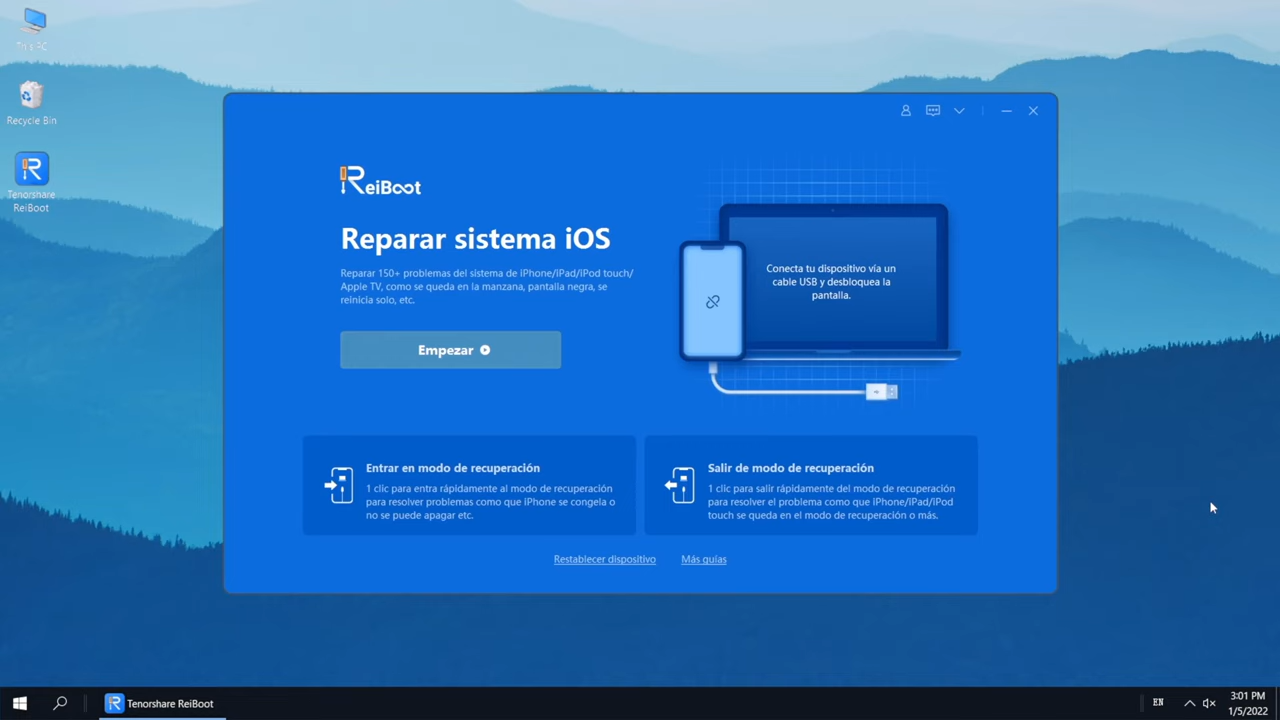 This PC
Recycle Bin
Tenorshare
ReiBoot
ReiBoot
Reparar sistema iOS
Reparar 150+ problemas del sistema de iPhone/iPad/iPod touch/
Apple TV, como se queda en la manzana, pantalla negra, se
reinicia solo, etc.
Empezar
Conecta tu dispositivo vía un
cable USB y desbloquea la
pantalla.
Entrar en modo de recuperación
1 clic para entra rápidamente al modo de recuperación
para resolver problemas como que iPhone se congela o
no se puede apagar etc.
Salir de modo de recuperación
1 clic para salir rápidamente del modo de recuperación
para resolver el problema como que iPhone/iPad/iPod
touch se queda en el modo de recuperación o más.
Restablecer dispositivo
Más guías
Tenorshare ReiBoot
EN
3:01 PM
1/5/2022